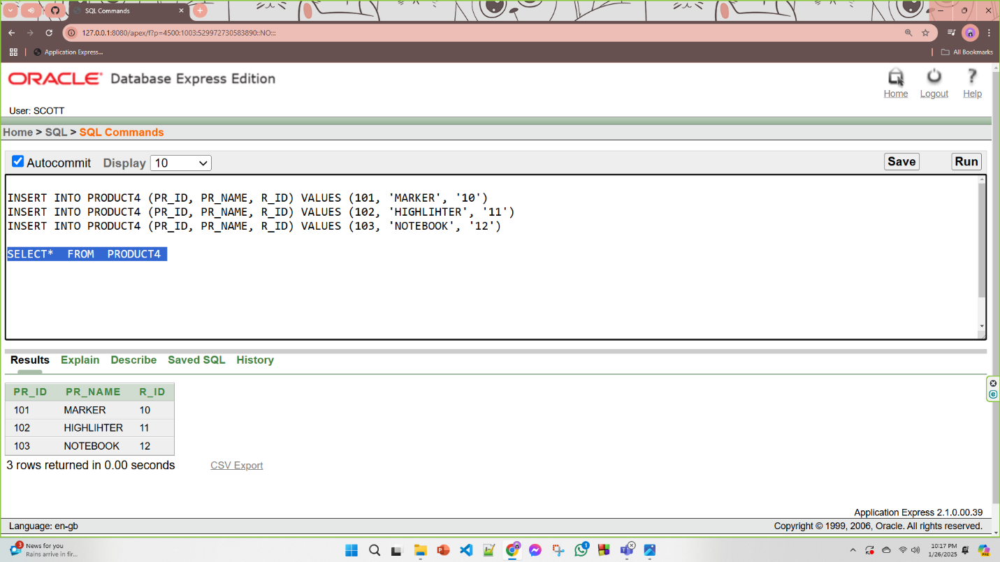 SQL Commands
127.0.0.1:8080/apex/f?p=4500:1003:529972730583890::NO:::
Application Express...
All Bookmarks
ORACLE Database Express Edition
Home Logout Help
User: SCOTT
Home > SQL > SQL Commands
Autocommit Display 10 Save Run
INSERT INTO PRODUCT4 (PR_ID, PR_NAME, R_ID) VALUES (101, 'MARKER', '10')
INSERT INTO PRODUCT4 (PR_ID, PR_NAME, R_ID) VALUES (102, 'HIGHLIHTER', '11')
INSERT INTO PRODUCT4 (PR_ID, PR_NAME, R_ID) VALUES (103, 'NOTEBOOK', '12')
SELECT* FROM PRODUCT4
Results Explain Describe Saved SQL History
PR_ID PR_NAME R_ID
101 MARKER 10
102 HIGHLIHTER 11
103 NOTEBOOK 12
3 rows returned in 0.00 seconds CSV Export
Application Express 2.1.0.00.39
Language: en-gb Copyright © 1999, 2006, Oracle. All rights reserved.
3 News for you
Rains arrive in fir...
1
10:17 PM
1/26/2025
PRE